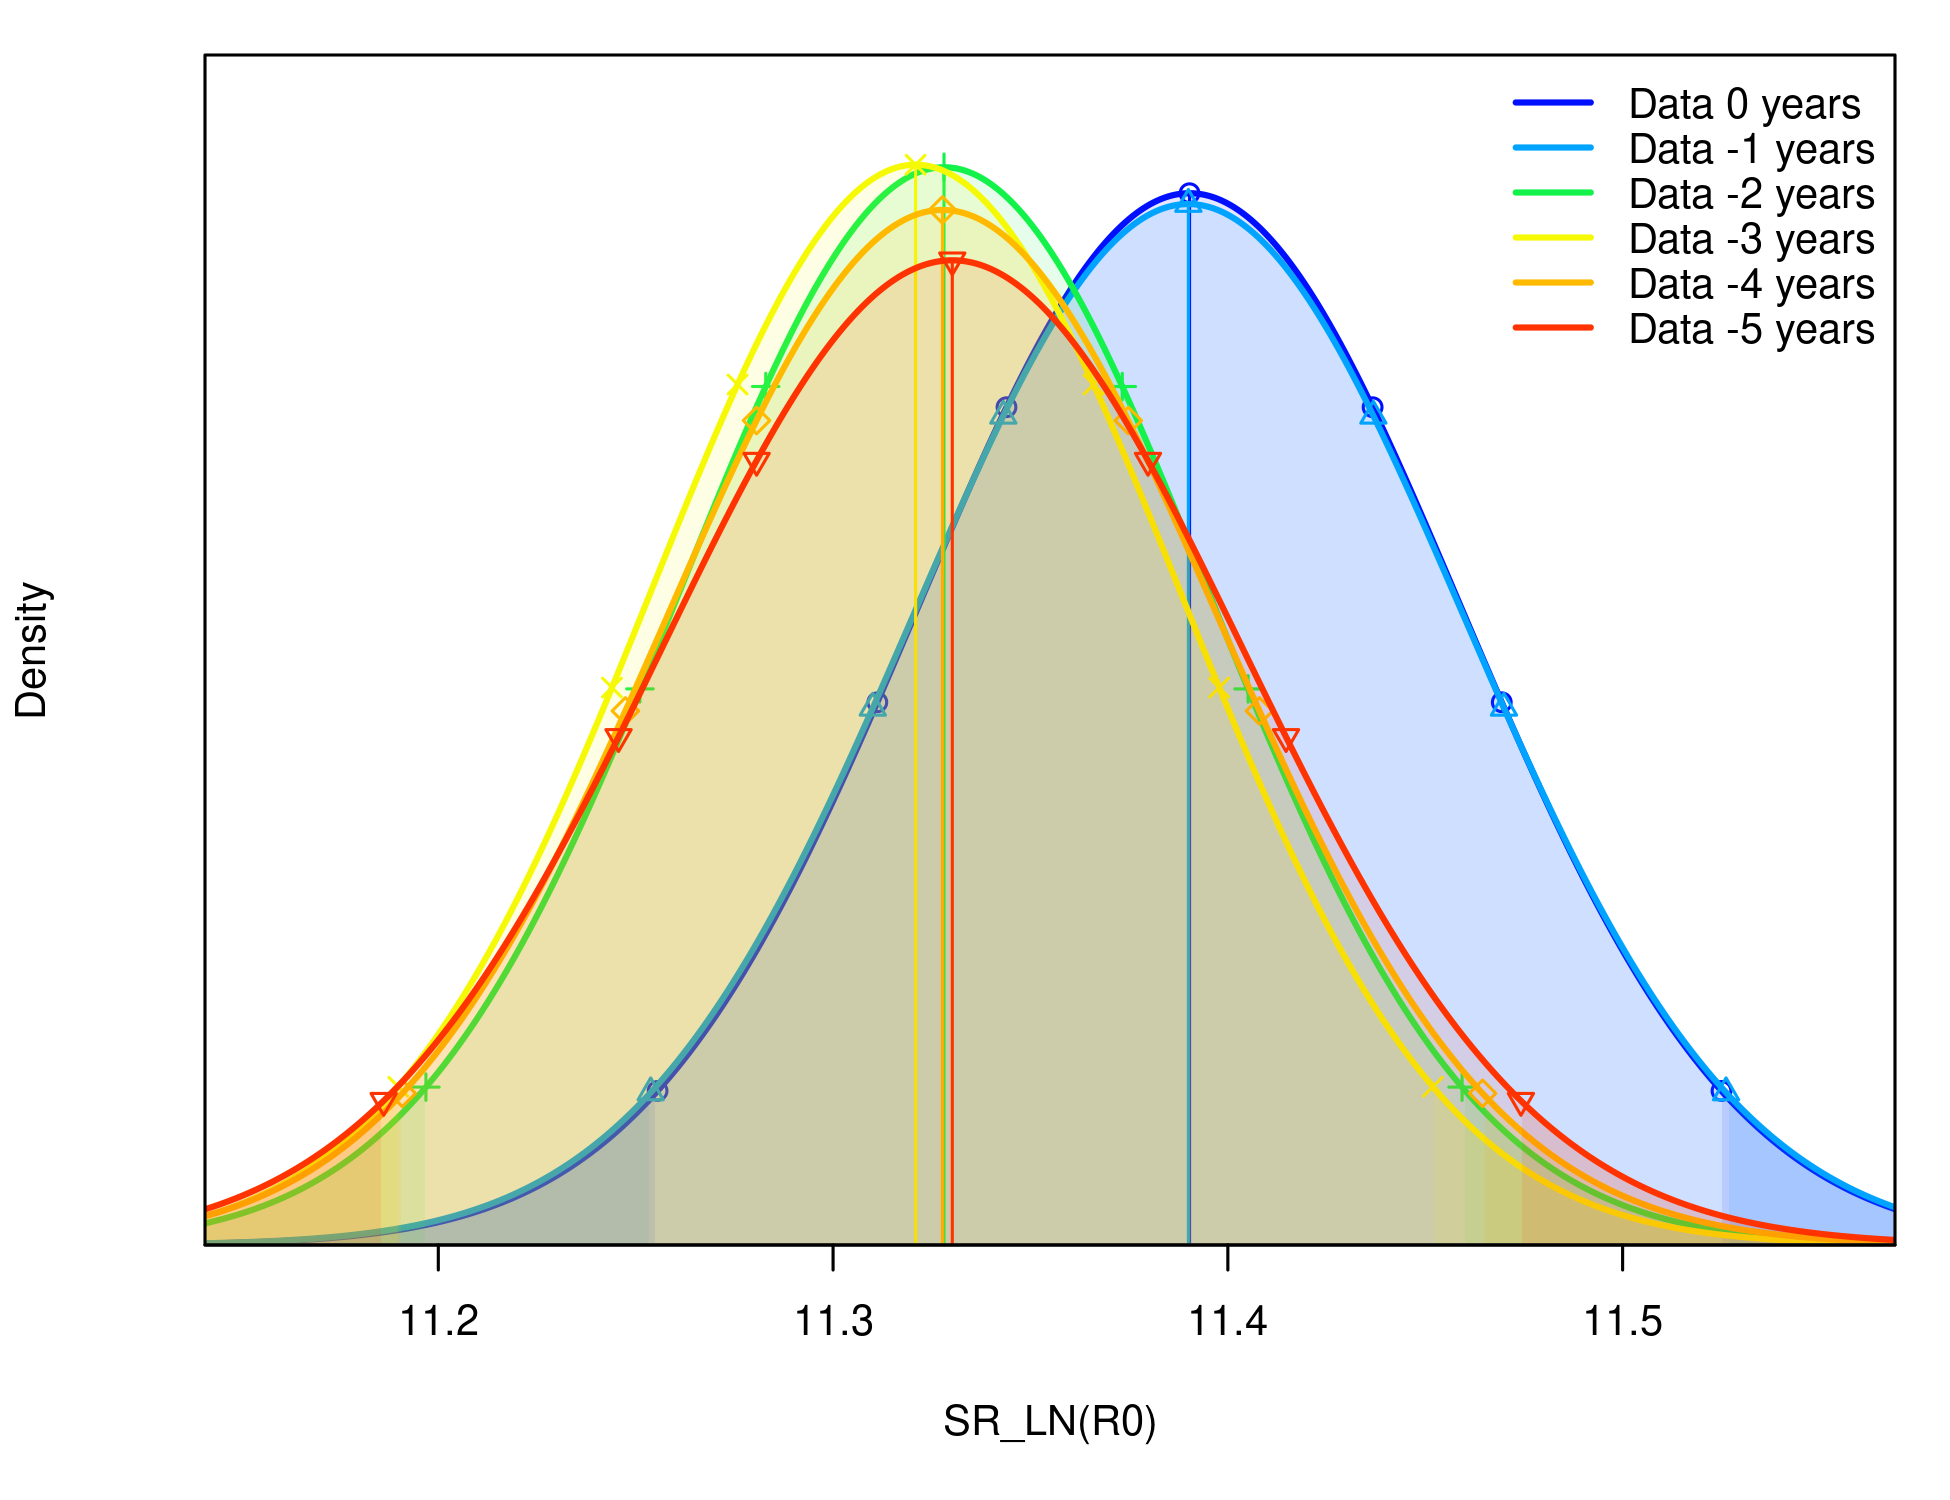 Data 0 years
Data -1 years
Data -2 years
Data -3 years
Data -4 years
Data -5 years
Density
11.2 11.3 11.4 11.5
SR_LN(R0)